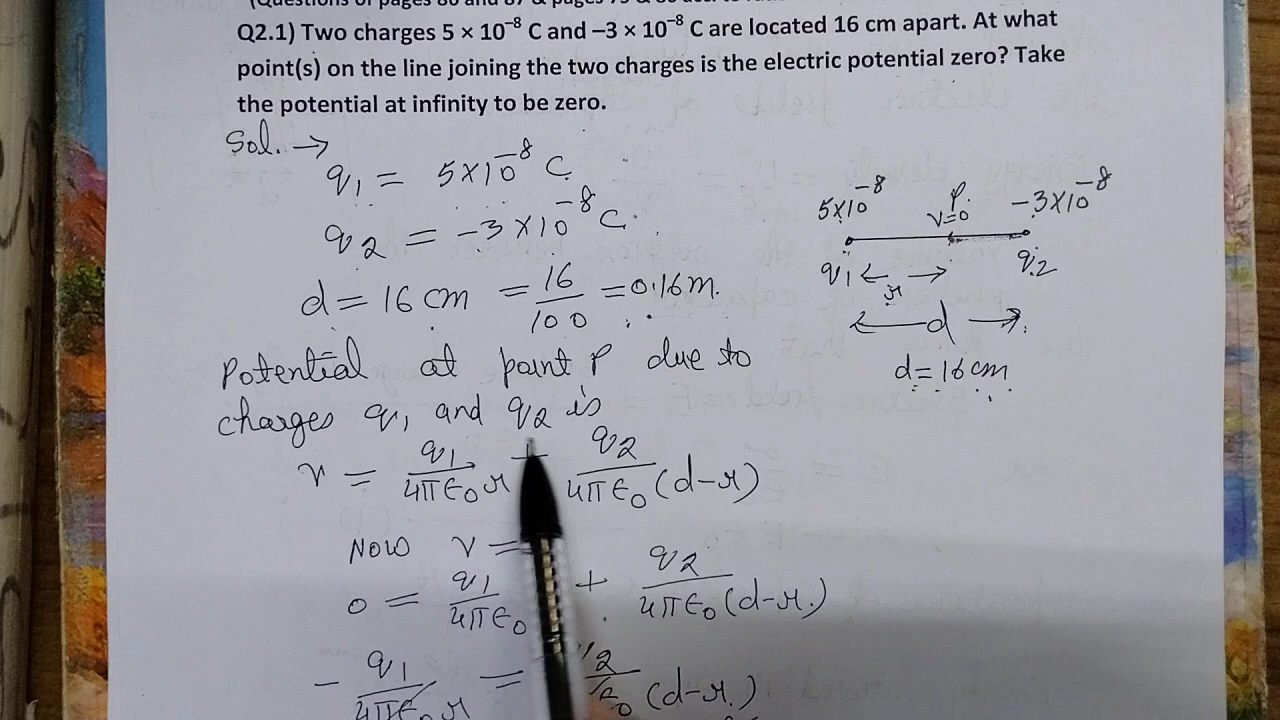 Q2.1) Two charges 5 × 10⁻⁸ C and –3 × 10⁻⁸ C are located 16 cm apart. At what
point(s) on the line joining the two charges is the electric potential zero? Take
the potential at infinity to be zero.
Sol. →
q₁ = 5×10⁻⁸ C
q₂ = -3×10⁻⁸ C.
d = 16 cm = 16/100 = 0.16m.
5×10⁻⁸ P. V=0 -3×10⁻⁸
q₁ r q₂
d
d = 16 cm
Potential at point P due to
charges q₁ and q₂ is
V = q₁/4πε₀r + q₂/4πε₀(d-r)
Now V =
0 = q₁/4πε₀ + q₂/4πε₀(d-r.)
- q₁/4πε₀r = (d-r.)